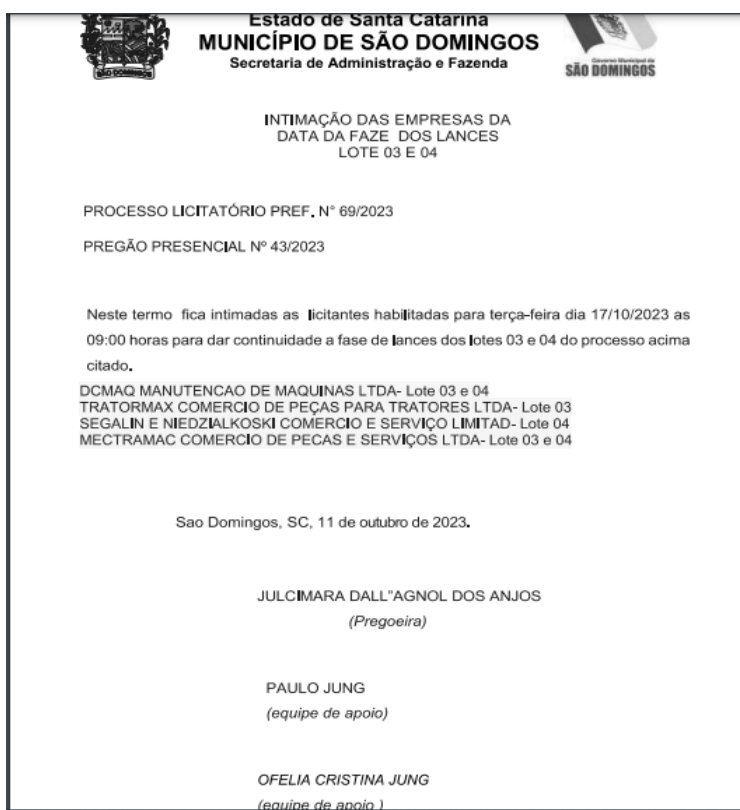 Estado de Santa Catarina
MUNICÍPIO DE SÃO DOMINGOS
Secretaria de Administração e Fazenda
SÃO DOMINGOS
Governo Municipal de
SÃO DOMINGOS
INTIMAÇÃO DAS EMPRESAS DA
DATA DA FAZE DOS LANCES
LOTE 03 E 04
PROCESSO LICITATÓRIO PREF. N° 69/2023
PREGÃO PRESENCIAL Nº 43/2023
Neste termo fica intimadas as licitantes habilitadas para terça-feira dia 17/10/2023 as
09:00 horas para dar continuidade a fase de lances dos lotes 03 e 04 do processo acima
citado.
DCMAQ MANUTENCAO DE MAQUINAS LTDA- Lote 03 e 04
TRATORMAX COMERCIO DE PEÇAS PARA TRATORES LTDA- Lote 03
SEGALIN E NIEDZIALKOSKI COMERCIO E SERVIÇO LIMITAD- Lote 04
MECTRAMAC COMERCIO DE PECAS E SERVIÇOS LTDA- Lote 03 e 04
Sao Domingos, SC, 11 de outubro de 2023.
JULCIMARA DALL"AGNOL DOS ANJOS
(Pregoeira)
PAULO JUNG
(equipe de apoio)
OFELIA CRISTINA JUNG
(equipe de apoio )